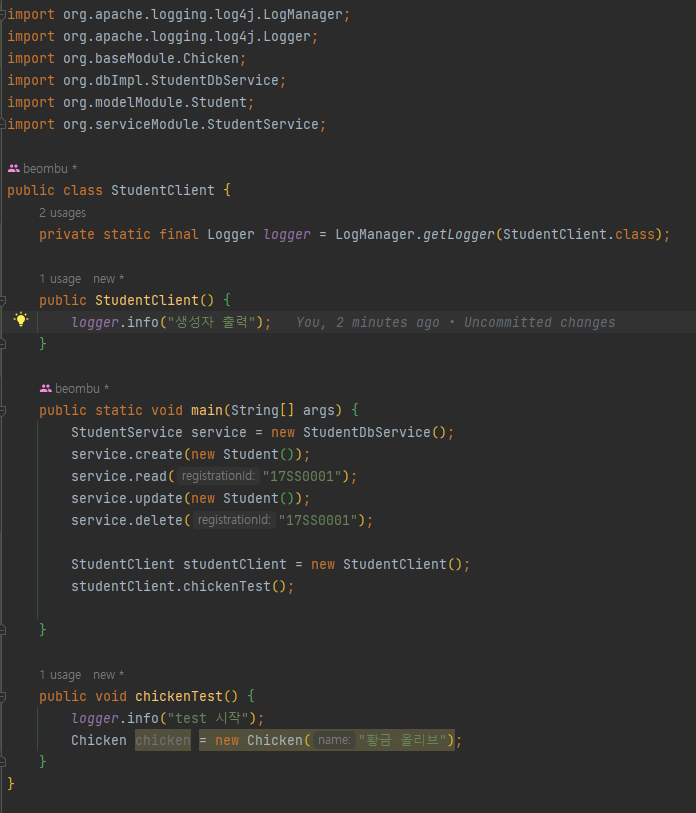 import org.apache.logging.log4j.LogManager;
import org.apache.logging.log4j.Logger;
import org.baseModule.Chicken;
import org.dbImpl.StudentDbService;
import org.modelModule.Student;
import org.serviceModule.StudentService;
beombu *
public class StudentClient {
2 usages
private static final Logger logger = LogManager.getLogger(StudentClient.class);
1 usage new *
public StudentClient() {
logger.info("생성자 출력"); You, 2 minutes ago • Uncommitted changes
}
beombu *
public static void main(String[] args) {
StudentService service = new StudentDbService();
service.create(new Student());
service.read( registrationId: "17SS0001");
service.update(new Student());
service.delete( registrationId: "17SS0001");
StudentClient studentClient = new StudentClient();
studentClient.chickenTest();
}
1 usage new *
public void chickenTest() {
logger.info("test 시작");
Chicken chicken = new Chicken( name: "황금 올리브");
}
}